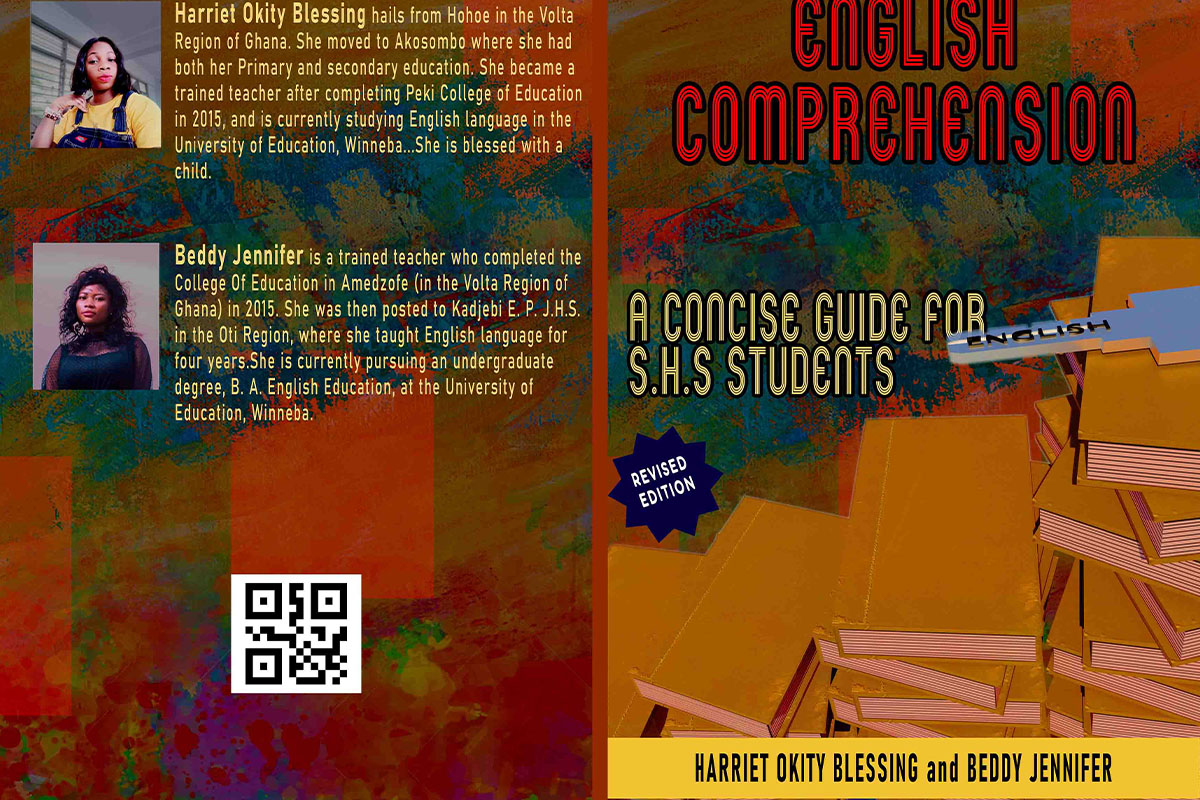 Harriet Okity Blessing hails from Hohoe in the Volta
Region of Ghana. She moved to Akosombo where she had
both her Primary and secondary education. She became a
trained teacher after completing Peki College of Education
in 2015, and is currently studying English language in the
University of Education, Winneba...She is blessed with a
child.
Beddy Jennifer is a trained teacher who completed the
College Of Education in Amedzofe (in the Volta Region of
Ghana) in 2015. She was then posted to Kadjebi E. P. J.H.S.
in the Oti Region, where she taught English language for
four years.She is currently pursuing an undergraduate
degree, B. A. English Education, at the University of
Education, Winneba.
ENGLISH
COMPREHENSION
A CONCISE GUIDE FOR
S.H.S STUDENTS
ENGLISH
REVISED
EDITION
HARRIET OKITY BLESSING and BEDDY JENNIFER